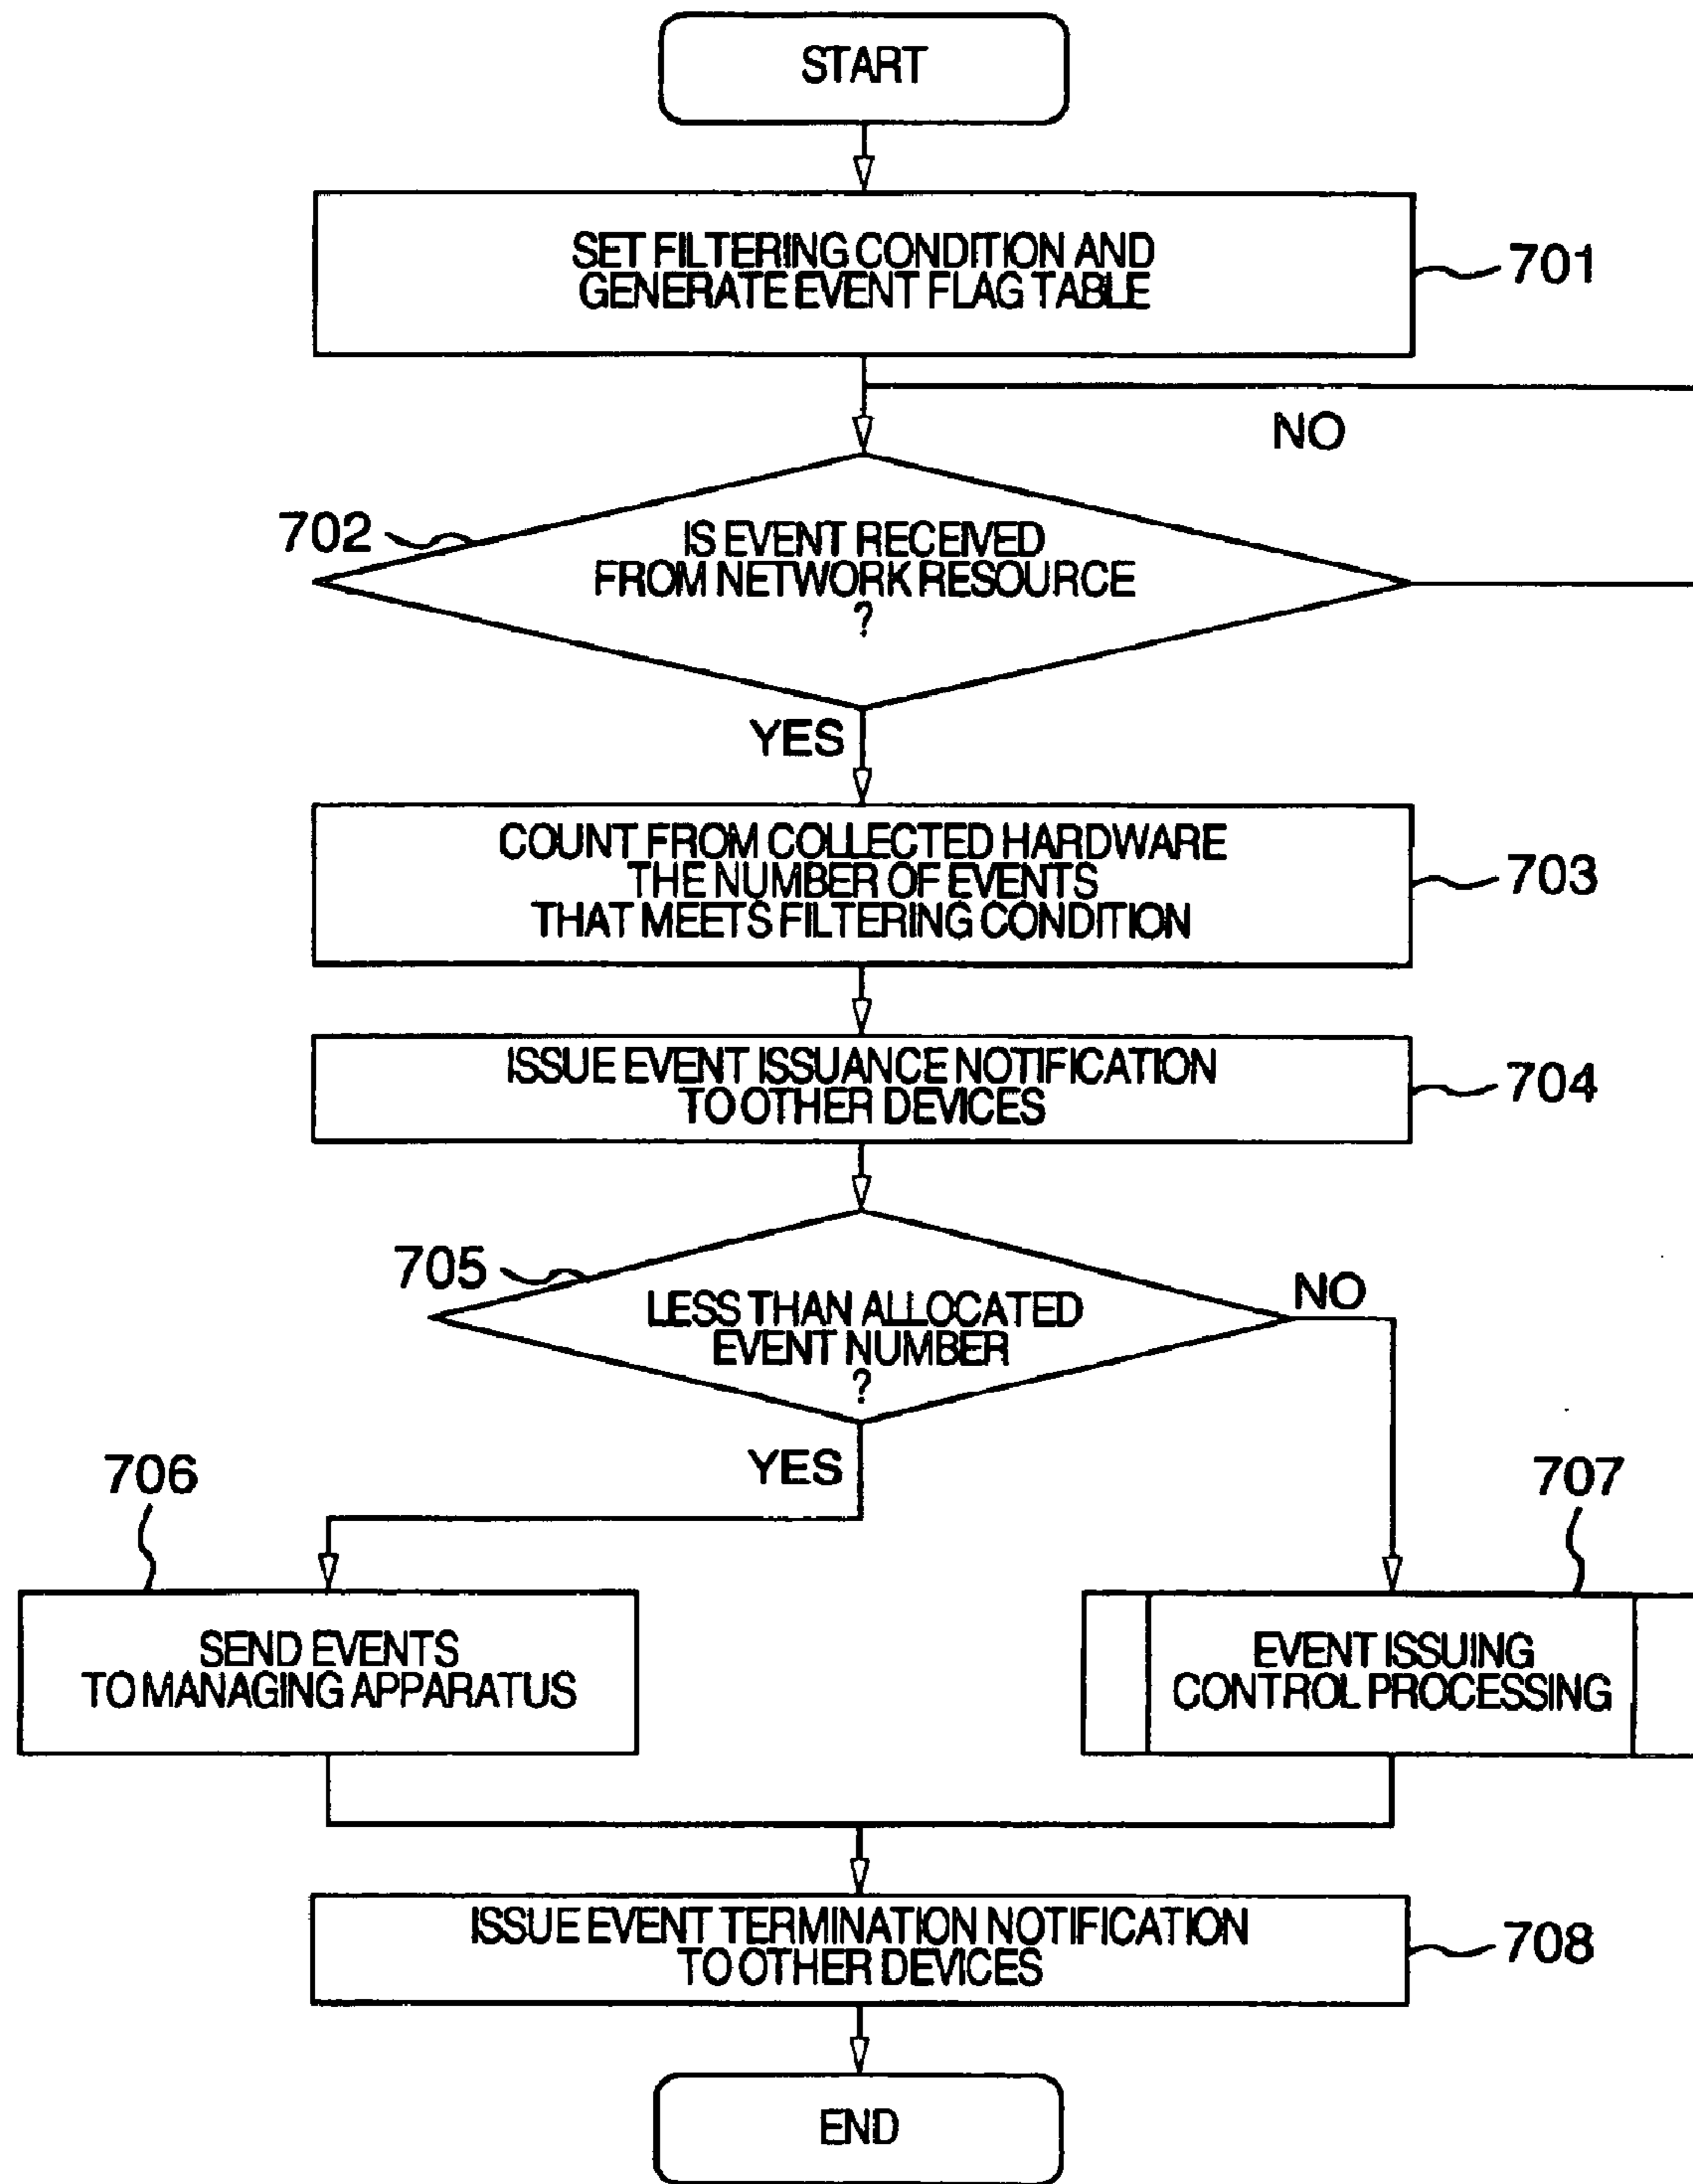 START
SET FILTERING CONDITION AND
GENERATE EVENT FLAG TABLE
701
NO
702
IS EVENT RECEIVED
FROM NETWORK RESOURCE
?
YES
COUNT FROM COLLECTED HARDWARE
THE NUMBER OF EVENTS
THAT MEETS FILTERING CONDITION
703
ISSUE EVENT ISSUANCE NOTIFICATION
TO OTHER DEVICES
704
705
LESS THAN ALLOCATED
EVENT NUMBER
?
NO
YES
706
707
SEND EVENTS
TO MANAGING APPARATUS
EVENT ISSUING
CONTROL PROCESSING
ISSUE EVENT TERMINATION NOTIFICATION
TO OTHER DEVICES
708
END